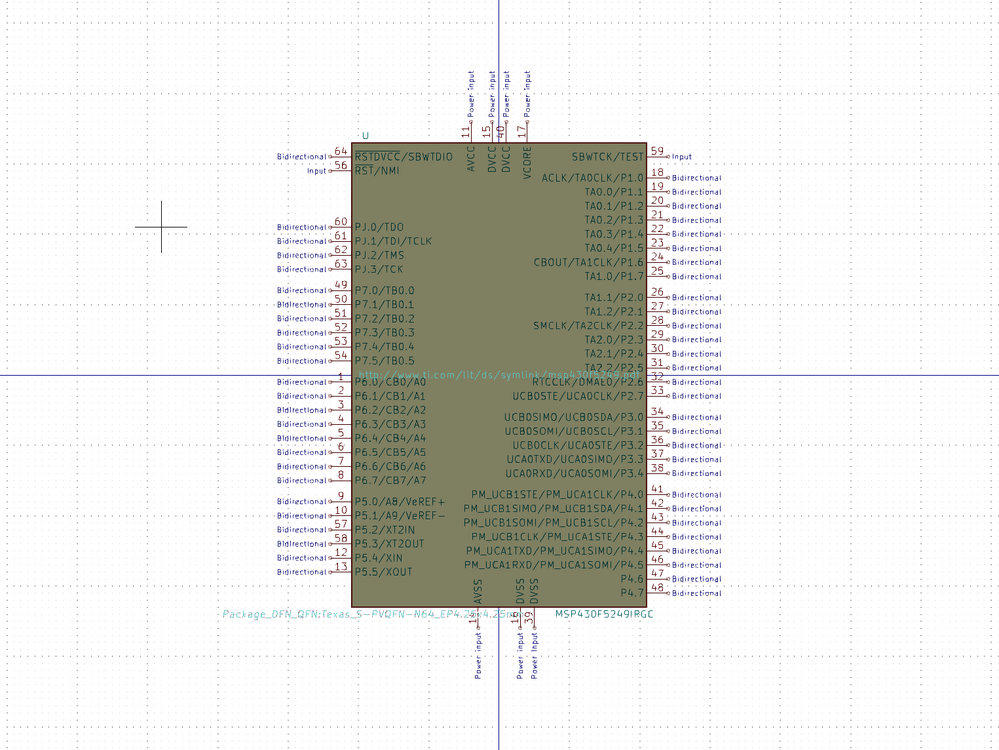 Power input Power input Power input Power input
11 15 40 17
U
AVCC DVCC DVCC VCORE
Bidirectional 64 RSTDVCC/SBWTDIO
Input 56 RST/NMI
Bidirectional 60 PJ.0/TDO
Bidirectional 61 PJ.1/TDI/TCLK
Bidirectional 62 PJ.2/TMS
Bidirectional 63 PJ.3/TCK
Bidirectional 49 P7.0/TB0.0
Bidirectional 50 P7.1/TB0.1
Bidirectional 51 P7.2/TB0.2
Bidirectional 52 P7.3/TB0.3
Bidirectional 53 P7.4/TB0.4
Bidirectional 54 P7.5/TB0.5
Bidirectional 1 P6.0/CB0/A0
Bidirectional 2 P6.1/CB1/A1
Bidirectional 3 P6.2/CB2/A2
Bidirectional 4 P6.3/CB3/A3
Bidirectional 5 P6.4/CB4/A4
Bidirectional 6 P6.5/CB5/A5
Bidirectional 7 P6.6/CB6/A6
Bidirectional 8 P6.7/CB7/A7
Bidirectional 9 P5.0/A8/VeREF+
Bidirectional 10 P5.1/A9/VeREF-
Bidirectional 57 P5.2/XT2IN
Bidirectional 58 P5.3/XT2OUT
Bidirectional 12 P5.4/XIN
Bidirectional 13 P5.5/XOUT
SBWTCK/TEST 59 Input
ACLK/TA0CLK/P1.0 18 Bidirectional
TA0.0/P1.1 19 Bidirectional
TA0.1/P1.2 20 Bidirectional
TA0.2/P1.3 21 Bidirectional
TA0.3/P1.4 22 Bidirectional
TA0.4/P1.5 23 Bidirectional
CBOUT/TA1CLK/P1.6 24 Bidirectional
TA1.0/P1.7 25 Bidirectional
TA1.1/P2.0 26 Bidirectional
TA1.2/P2.1 27 Bidirectional
SMCLK/TA2CLK/P2.2 28 Bidirectional
TA2.0/P2.3 29 Bidirectional
TA2.1/P2.4 30 Bidirectional
TA2.2/P2.5 31 Bidirectional
http://www.ti.com/lit/ds/symlink/msp430f5249.pdf
RTCCLK/DMAE0/P2.6 32 Bidirectional
UCB0STE/UCA0CLK/P2.7 33 Bidirectional
UCB0SIMO/UCB0SDA/P3.0 34 Bidirectional
UCB0SOMI/UCB0SCL/P3.1 35 Bidirectional
UCB0CLK/UCA0STE/P3.2 36 Bidirectional
UCA0TXD/UCA0SIMO/P3.3 37 Bidirectional
UCA0RXD/UCA0SOMI/P3.4 38 Bidirectional
PM_UCB1STE/PM_UCA1CLK/P4.0 41 Bidirectional
PM_UCB1SIMO/PM_UCB1SDA/P4.1 42 Bidirectional
PM_UCB1SOMI/PM_UCB1SCL/P4.2 43 Bidirectional
PM_UCB1CLK/PM_UCA1STE/P4.3 44 Bidirectional
PM_UCA1TXD/PM_UCA1SIMO/P4.4 45 Bidirectional
PM_UCA1RXD/PM_UCA1SOMI/P4.5 46 Bidirectional
P4.6 47 Bidirectional
P4.7 48 Bidirectional
AVSS DVSS DVSS
Package_DFN_QFN:Texas_S-PVQFN-N64_EP4.25x4.25mm MSP430F5249IRGC
14 16 39
Power input Power input Power input